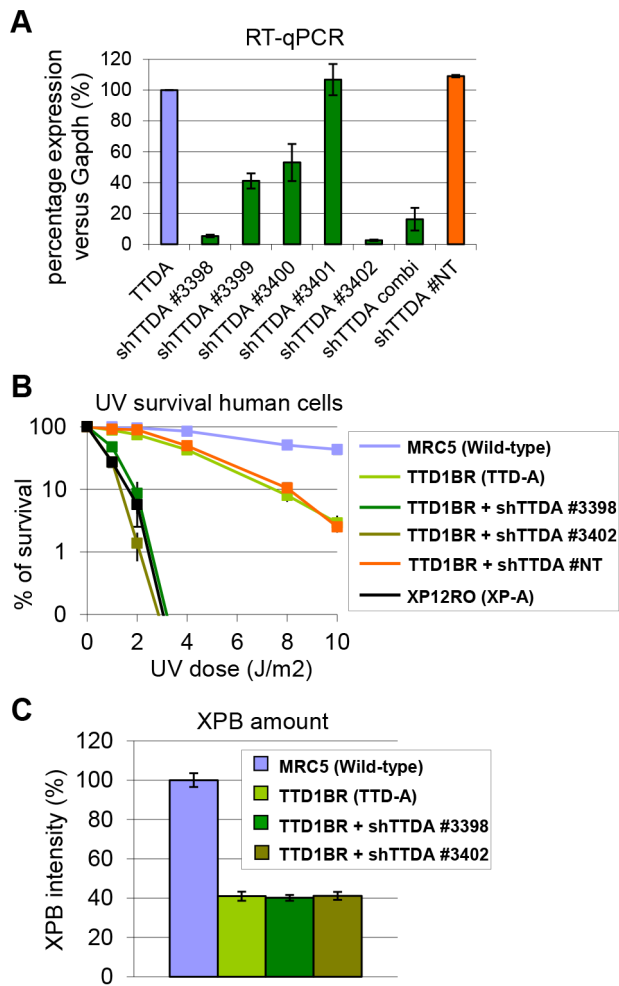 A
RT-qPCR
percentage expression
versus Gapdh (%)
120
100
80
60
40
20
0
TTDA
shTTDA #3398
shTTDA #3399
shTTDA #3400
shTTDA #3401
shTTDA #3402
shTTDA combi
shTTDA #NT
B
UV survival human cells
% of survival
100
10
1
0
0
2
4
6
8
10
UV dose (J/m2)
MRC5 (Wild-type)
TTD1BR (TTD-A)
TTD1BR + shTTDA #3398
TTD1BR + shTTDA #3402
TTD1BR + shTTDA #NT
XP12RO (XP-A)
C
XPB amount
XPB intensity (%)
120
100
80
60
40
20
0
MRC5 (Wild-type)
TTD1BR (TTD-A)
TTD1BR + shTTDA #3398
TTD1BR + shTTDA #3402